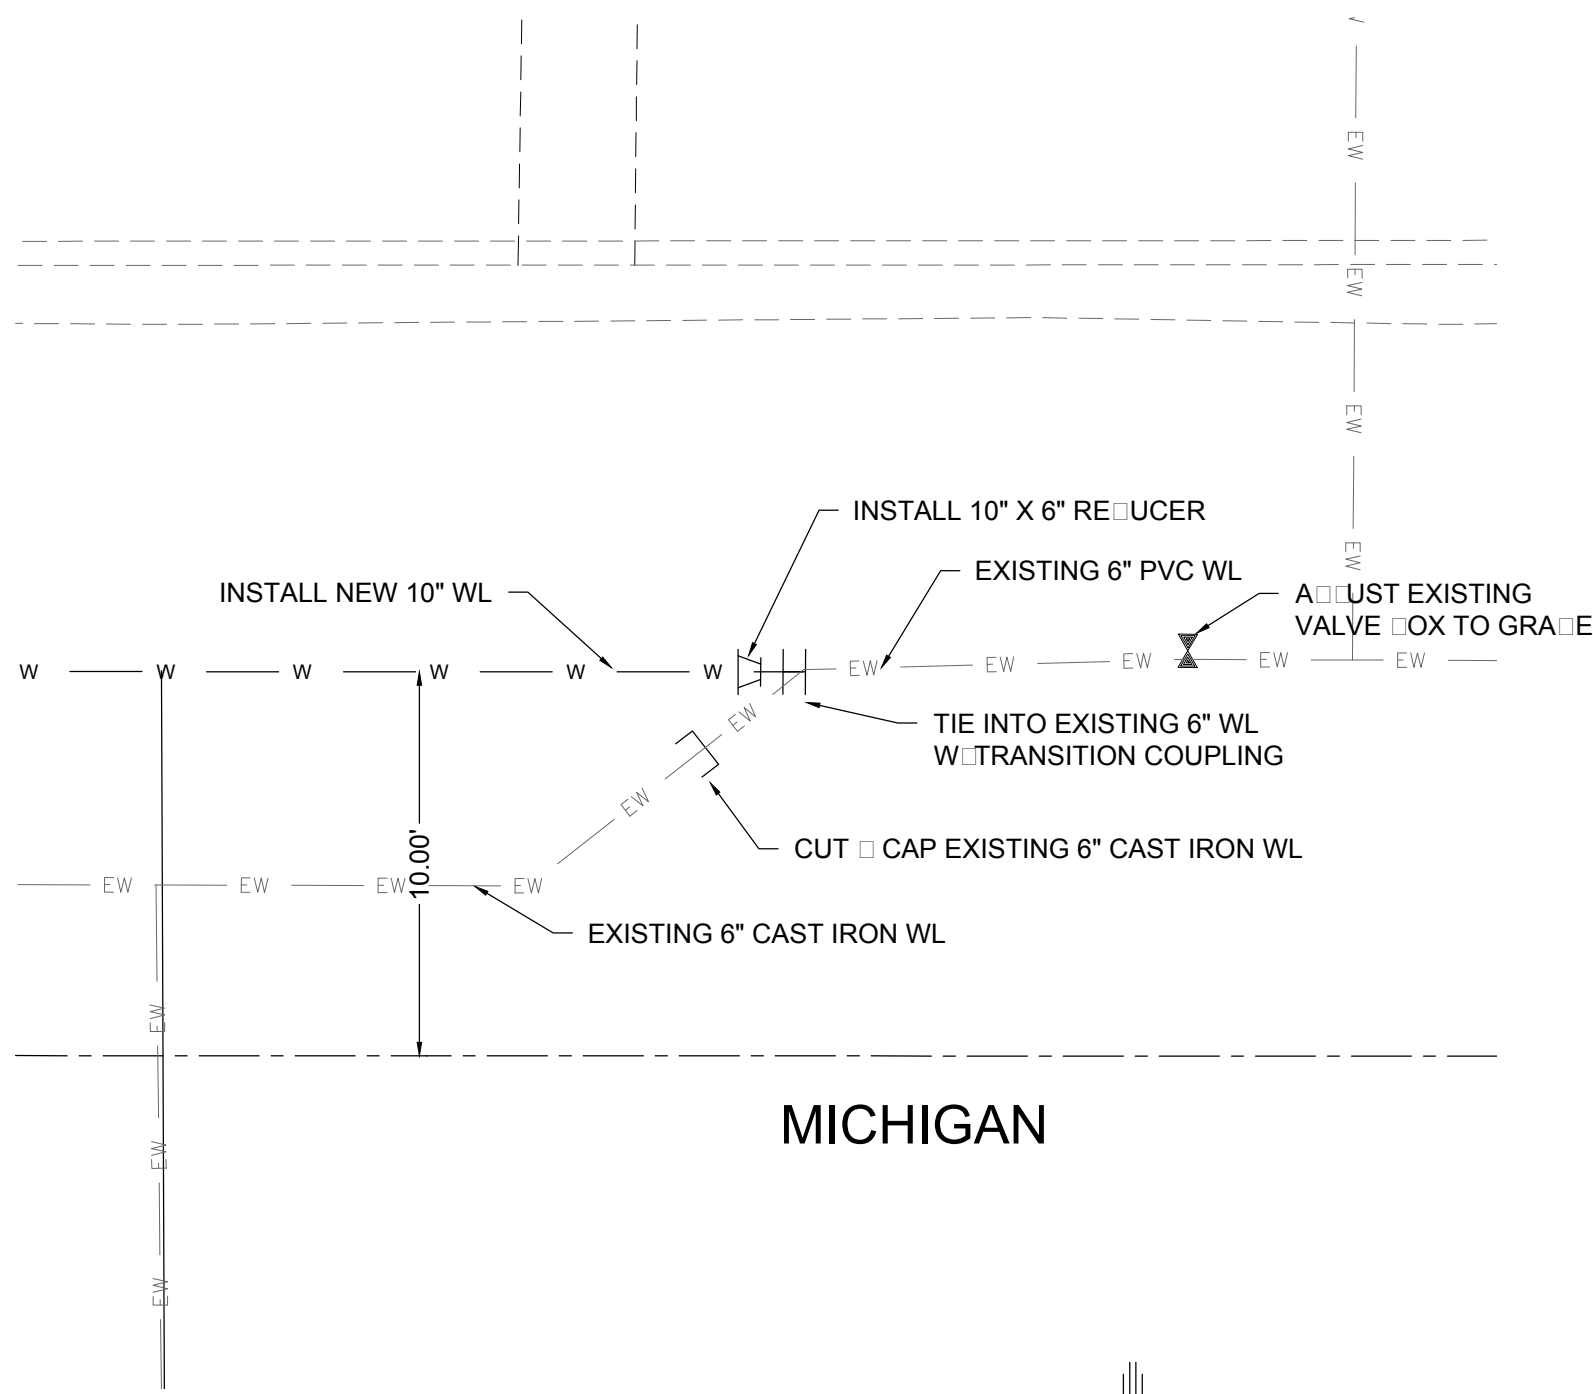 EW
EW
EW
EW
INSTALL 10" X 6" RE□UCER
EXISTING 6" PVC WL
INSTALL NEW 10" WL
A□□UST EXISTING
VALVE □OX TO GRA□E
W W W W W W EW EW EW EW EW
EW
TIE INTO EXISTING 6" WL
W□TRANSITION COUPLING
EW
10.00'
CUT □ CAP EXISTING 6" CAST IRON WL
EW EW EW EW
EXISTING 6" CAST IRON WL
EW
MICHIGAN
EW
EW